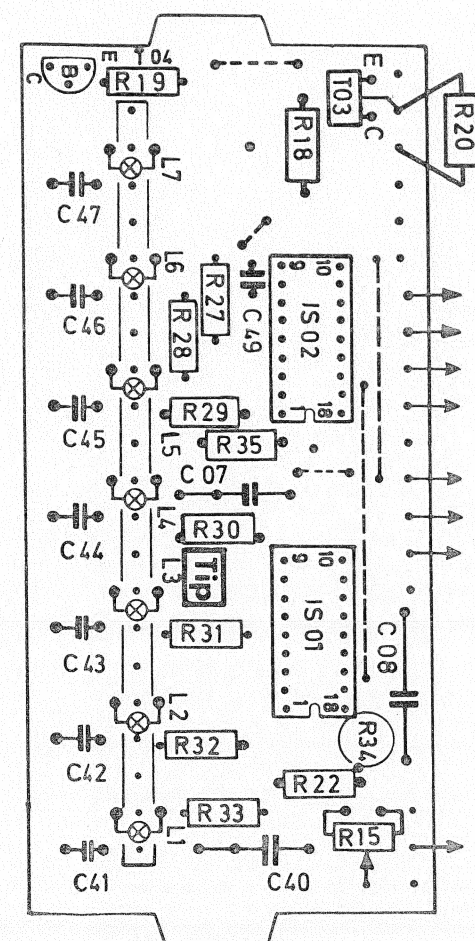 E T04
C B
R19
E
T03
C
R20
R18
L7
C47
L6
C46
R27
R28
C49
9 10
IS02
1 18
R29
C45
L5
R35
C07
L4
R30
C44
L3
Tip
9 10
IS01
1 18
R31
C43
C08
L2
R34
R32
C42
R22
R33
R15
L1
C41
C40